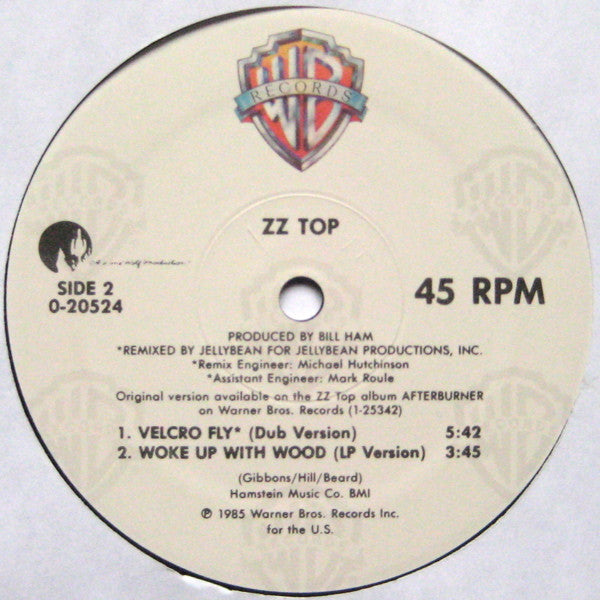 WB
RECORDS
ZZ TOP
SIDE 2
0-20524
45 RPM
PRODUCED BY BILL HAM
*REMIXED BY JELLYBEAN FOR JELLYBEAN PRODUCTIONS, INC.
*Remix Engineer: Michael Hutchinson
*Assistant Engineer: Mark Roule
Original version available on the ZZ Top album AFTERBURNER
on Warner Bros. Records (1-25342)
1. VELCRO FLY* (Dub Version) 5:42
2. WOKE UP WITH WOOD (LP Version) 3:45
(Gibbons/Hill/Beard)
Hamstein Music Co. BMI
℗ 1985 Warner Bros. Records Inc.
for the U.S.